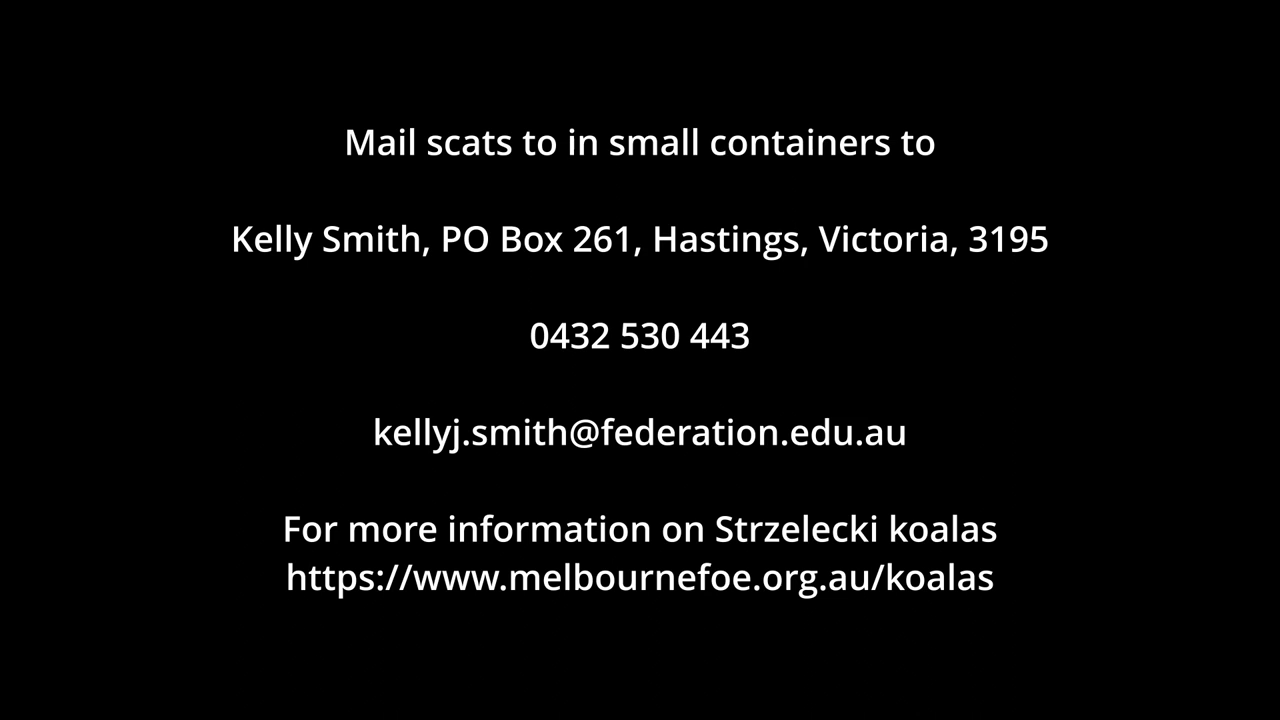 Mail scats to in small containers to
Kelly Smith, PO Box 261, Hastings, Victoria, 3195
0432 530 443
kellyj.smith@federation.edu.au
For more information on Strzelecki koalas
https://www.melbournefoe.org.au/koalas